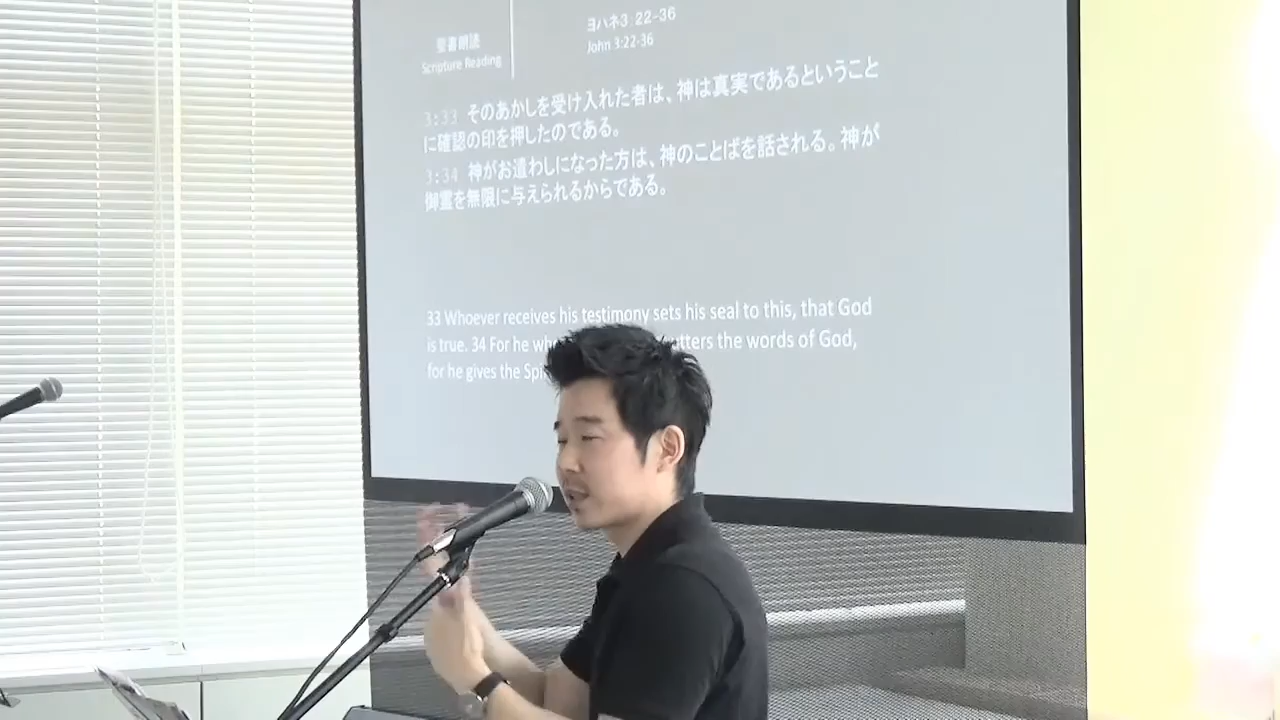 聖書朗読
Scripture Reading
ヨハネ3 22-36
John 3:22-36
3:33 そのあかしを受け入れた者は、神は真実であるということ
に確認の印を押したのである。
3:34 神がお遣わしになった方は、神のことばを話される。神が
御霊を無限に与えられるからである。
33 Whoever receives his testimony sets his seal to this, that God
is true. 34 For he the words of God,
for he gives the